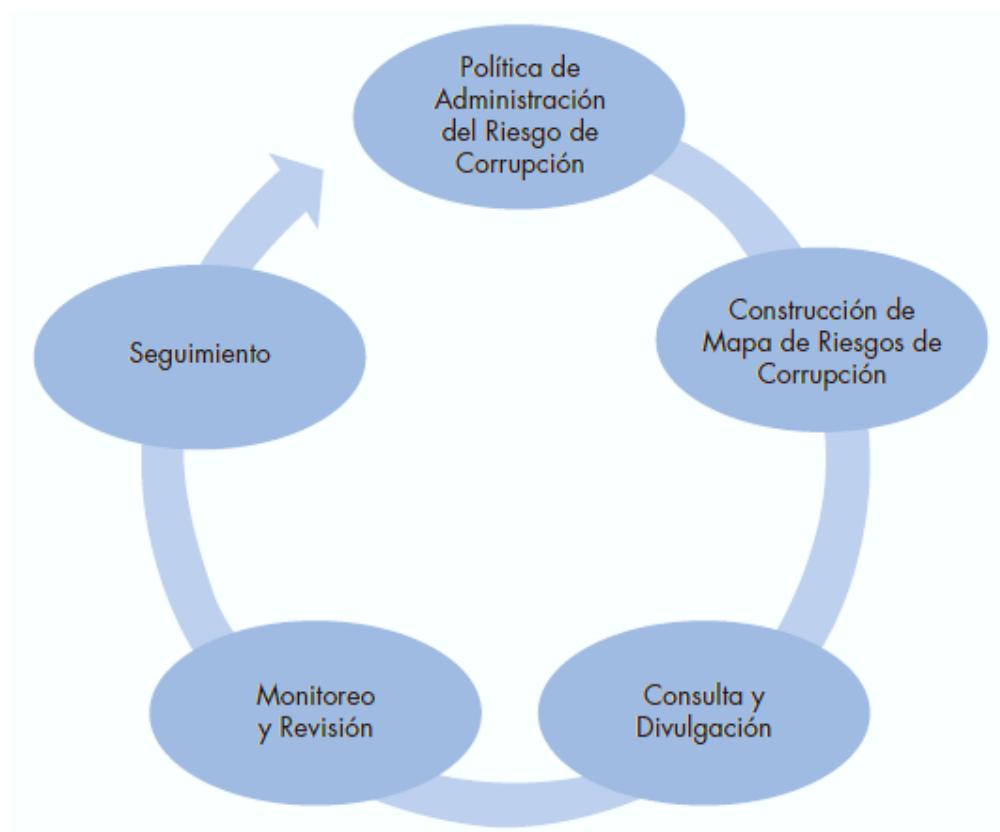 Política de
Administración
del Riesgo de
Corrupción
Construcción de
Mapa de Riesgos de
Corrupción
Consulta y
Divulgación
Monitoreo
y Revisión
Seguimiento